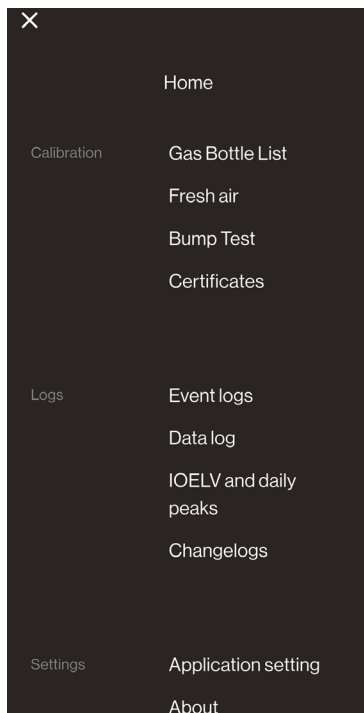 Home
Calibration
Gas Bottle List
Fresh air
Bump Test
Certificates
Logs
Event logs
Data log
IOELV and daily
peaks
Changelogs
Settings
Application setting
About